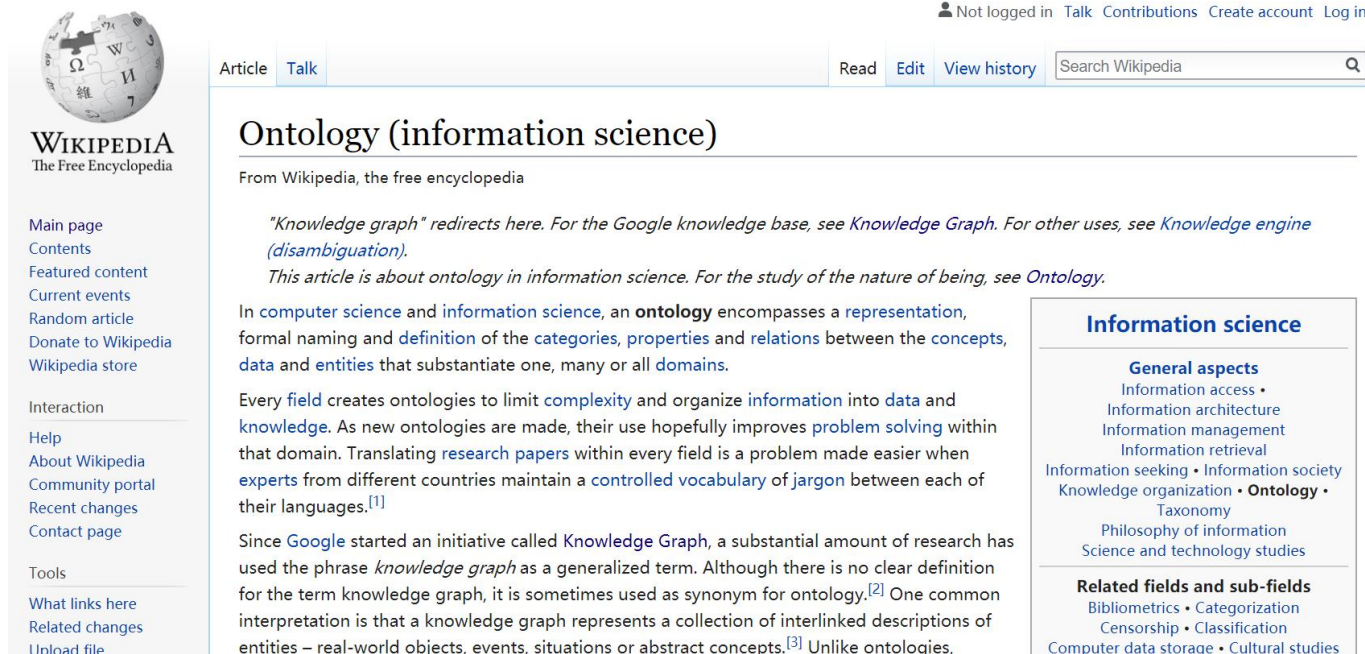 Not logged in Talk Contributions Create account Log in
WIKIPEDIA
The Free Encyclopedia
Main page
Contents
Featured content
Current events
Random article
Donate to Wikipedia
Wikipedia store
Interaction
Help
About Wikipedia
Community portal
Recent changes
Contact page
Tools
What links here
Related changes
Upload file
Article Talk
Read Edit View history Search Wikipedia
Ontology (information science)
From Wikipedia, the free encyclopedia
"Knowledge graph" redirects here. For the Google knowledge base, see Knowledge Graph. For other uses, see Knowledge engine
(disambiguation).
This article is about ontology in information science. For the study of the nature of being, see Ontology.
In computer science and information science, an ontology encompasses a representation,
formal naming and definition of the categories, properties and relations between the concepts,
data and entities that substantiate one, many or all domains.
Every field creates ontologies to limit complexity and organize information into data and
knowledge. As new ontologies are made, their use hopefully improves problem solving within
that domain. Translating research papers within every field is a problem made easier when
experts from different countries maintain a controlled vocabulary of jargon between each of
their languages.[1]
Since Google started an initiative called Knowledge Graph, a substantial amount of research has
used the phrase knowledge graph as a generalized term. Although there is no clear definition
for the term knowledge graph, it is sometimes used as synonym for ontology.[2] One common
interpretation is that a knowledge graph represents a collection of interlinked descriptions of
entities – real-world objects, events, situations or abstract concepts.[3] Unlike ontologies,
Information science
General aspects
Information access •
Information architecture
Information management
Information retrieval
Information seeking • Information society
Knowledge organization • Ontology •
Taxonomy
Philosophy of information
Science and technology studies
Related fields and sub-fields
Bibliometrics • Categorization
Censorship • Classification
Computer data storage • Cultural studies